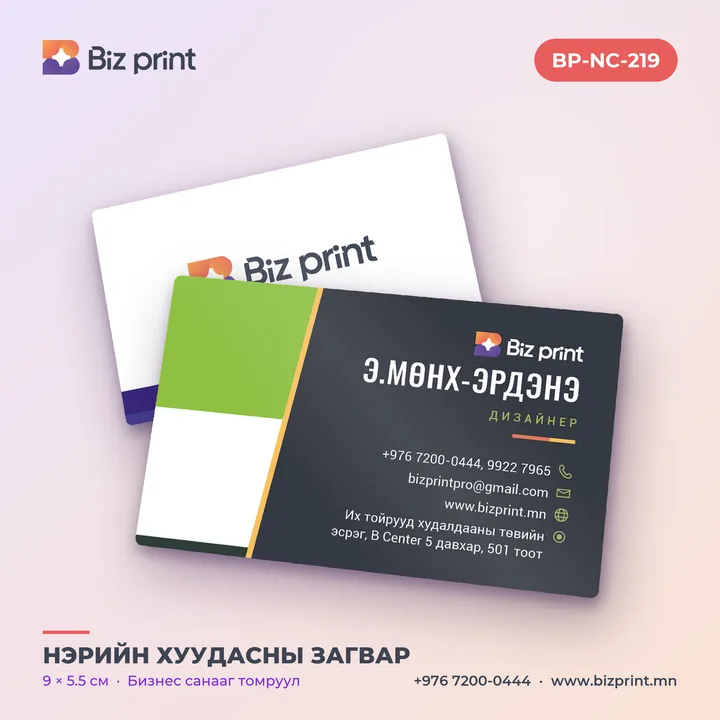 Biz print
BP-NC-219
Biz print
Biz print
Э.МӨНХ-ЭРДЭНЭ
ДИЗАЙНЕР
+976 7200-0444, 9922 7965
bizprintpro@gmail.com
www.bizprint.mn
Их тойрууд худалдааны төвийн
эсрэг, B Center 5 давхар, 501 тоот
НЭРИЙН ХУУДАСНЫ ЗАГВАР
9 × 5.5 см · Бизнес санааг томруул
+976 7200-0444 · www.bizprint.mn